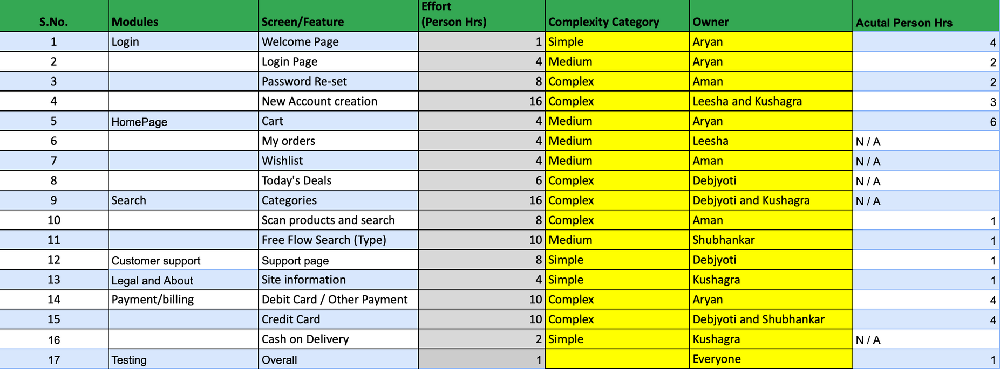 S.No. Modules Screen/Feature Effort (Person Hrs) Complexity Category Owner Acutal Person Hrs
1 Login Welcome Page 1 Simple Aryan 4
2 Login Page 4 Medium Aryan 2
3 Password Re-set 8 Complex Aman 2
4 New Account creation 16 Complex Leesha and Kushagra 3
5 HomePage Cart 4 Medium Aryan 6
6 My orders 4 Medium Leesha N / A
7 Wishlist 4 Medium Aman N / A
8 Today's Deals 6 Complex Debjyoti N / A
9 Search Categories 16 Complex Debjyoti and Kushagra N / A
10 Scan products and search 8 Complex Aman 1
11 Free Flow Search (Type) 10 Medium Shubhankar 1
12 Customer support Support page 8 Simple Debjyoti 1
13 Legal and About Site information 4 Simple Kushagra 1
14 Payment/billing Debit Card / Other Payment 10 Complex Aryan 4
15 Credit Card 10 Complex Debjyoti and Shubhankar 4
16 Cash on Delivery 2 Simple Kushagra N / A
17 Testing Overall 1 Everyone 1